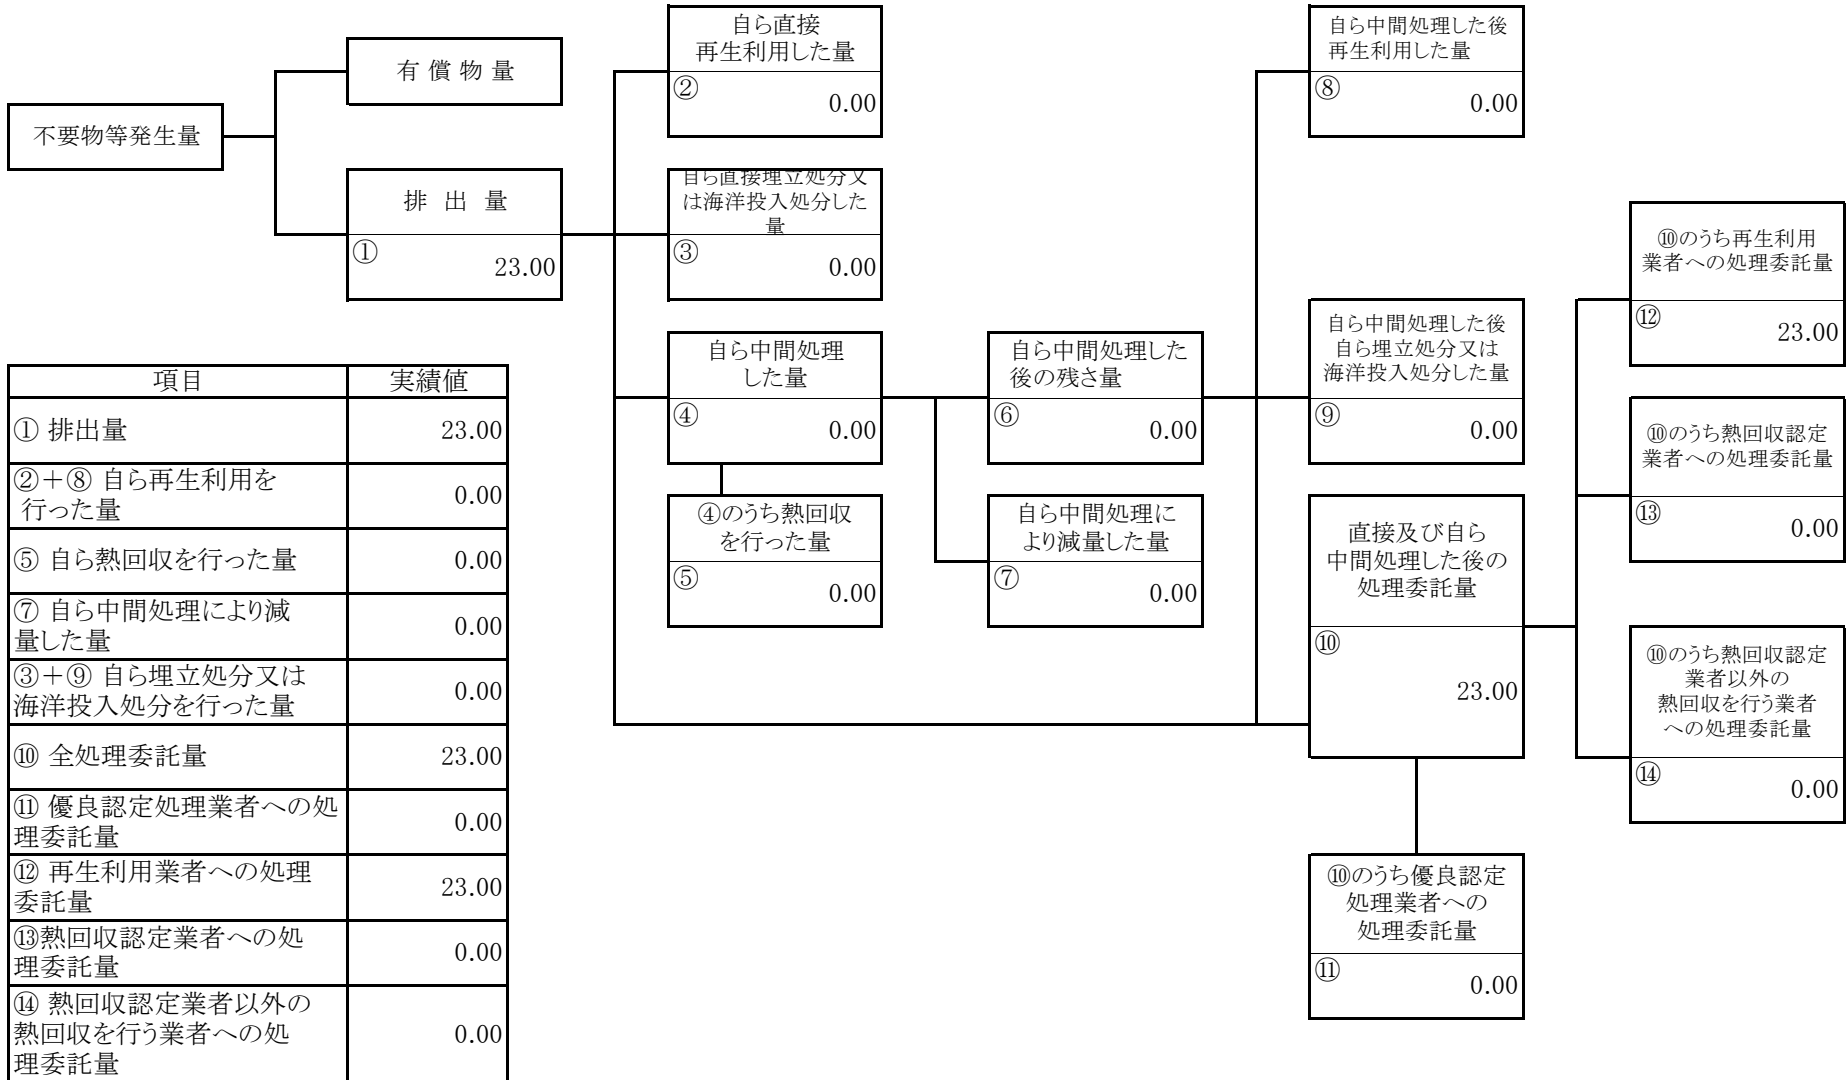 不要物等発生量
有 償 物 量
排 出 量
①
23.00
自ら直接
再生利用した量
②
0.00
自ら直接埋立処分又
は海洋投入処分した
量
③
0.00
自ら中間処理
した量
④
0.00
④のうち熱回収
を行った量
⑤
0.00
自ら中間処理した
後の残さ量
⑥
0.00
自ら中間処理に
より減量した量
⑦
0.00
自ら中間処理した後
再生利用した量
⑧
0.00
自ら中間処理した後
自ら埋立処分又は
海洋投入処分した量
⑨
0.00
直接及び自ら
中間処理した後の
処理委託量
⑩
23.00
⑩のうち優良認定
処理業者への
処理委託量
⑪
0.00
⑩のうち再生利用
業者への処理委託量
⑫
23.00
⑩のうち熱回収認定
業者への処理委託量
⑬
0.00
⑩のうち熱回収認定
業者以外の
熱回収を行う業者
への処理委託量
⑭
0.00
項目 実績値
① 排出量 23.00
②＋⑧ 自ら再生利用を
行った量 0.00
⑤ 自ら熱回収を行った量 0.00
⑦ 自ら中間処理により減
量した量 0.00
③＋⑨ 自ら埋立処分又は
海洋投入処分を行った量 0.00
⑩ 全処理委託量 23.00
⑪ 優良認定処理業者への処
理委託量 0.00
⑫ 再生利用業者への処理
委託量 23.00
⑬熱回収認定業者への処
理委託量 0.00
⑭ 熱回収認定業者以外の
熱回収を行う業者への処
理委託量 0.00